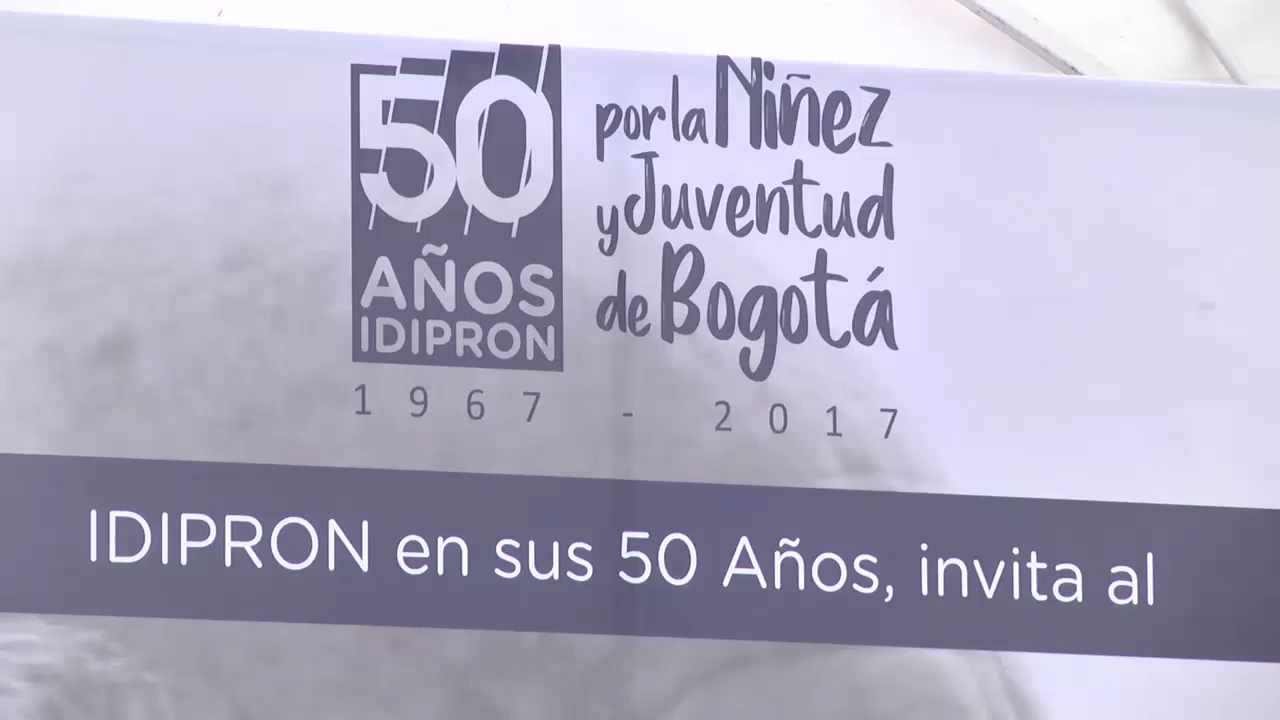 50
AÑOS
IDIPRON
por la Niñez
y Juventud
de Bogotá
1967 - 2017
IDIPRON en sus 50 Años, invita al